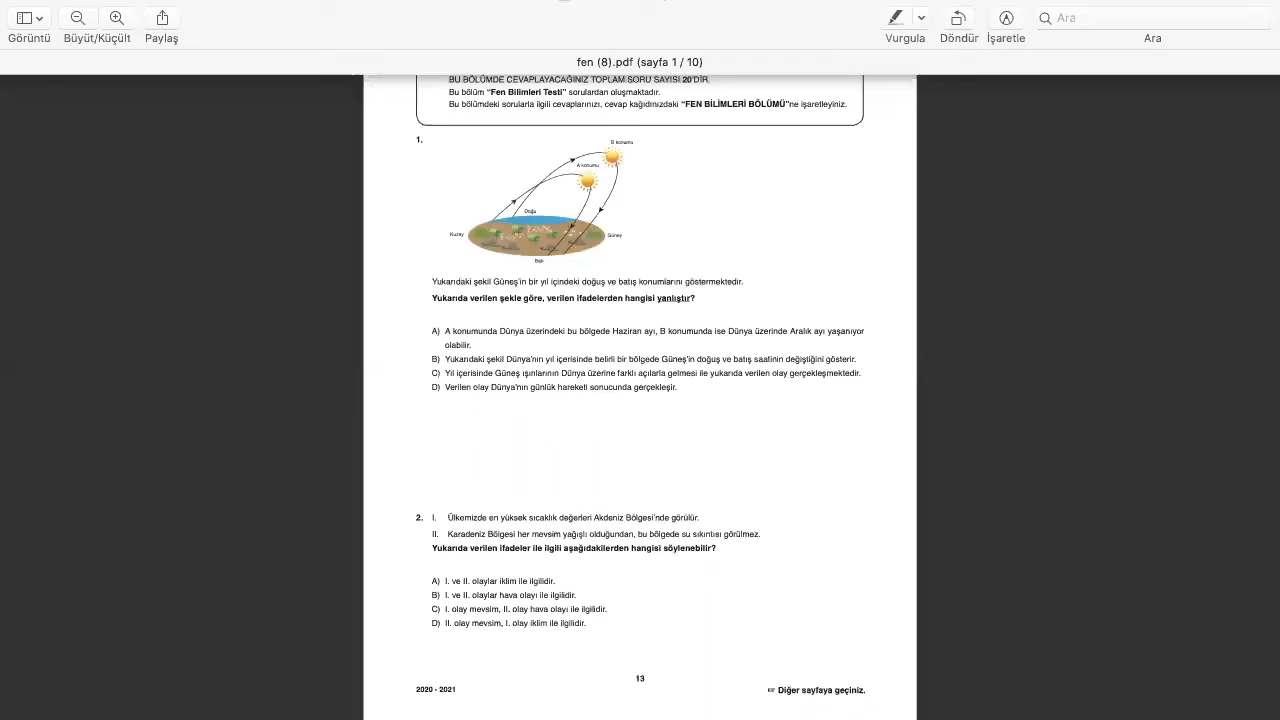 Görüntü
Büyüt/Küçült
Paylaş
Vurgula
Döndür
İşaretle
Ara
Ara
fen (8).pdf (sayfa 1 / 10)
BU BÖLÜMDE CEVAPLAYACAĞINIZ TOPLAM SORU SAYISI 20'DİR.
Bu bölüm “Fen Bilimleri Testi” sorulardan oluşmaktadır.
Bu bölümdeki sorularla ilgili cevaplarınızı, cevap kağıdınızdaki “FEN BİLİMLERİ BÖLÜMÜ”ne işaretleyiniz.
1.
B konumu
A konumu
Doğu
Kuzey
Güney
Batı
Yukarıdaki şekil Güneş'in bir yıl içindeki doğuş ve batış konumlarını göstermektedir.
Yukarıda verilen şekle göre, verilen ifadelerden hangisi yanlıştır?
A) A konumunda Dünya üzerindeki bu bölgede Haziran ayı, B konumunda ise Dünya üzerinde Aralık ayı yaşanıyor
olabilir.
B) Yukarıdaki şekil Dünya'nın yıl içerisinde belirli bir bölgede Güneş'in doğuş ve batış saatinin değiştiğini gösterir.
C) Yıl içerisinde Güneş ışınlarının Dünya üzerine farklı açılarla gelmesi ile yukarıda verilen olay gerçekleşmektedir.
D) Verilen olay Dünya'nın günlük hareketi sonucunda gerçekleşir.
2. I. Ülkemizde en yüksek sıcaklık değerleri Akdeniz Bölgesi'nde görülür.
II. Karadeniz Bölgesi her mevsim yağışlı olduğundan, bu bölgede su sıkıntısı görülmez.
Yukarıda verilen ifadeler ile ilgili aşağıdakilerden hangisi söylenebilir?
A) I. ve II. olaylar iklim ile ilgilidir.
B) I. ve II. olaylar hava olayı ile ilgilidir.
C) I. olay mevsim, II. olay hava olayı ile ilgilidir.
D) II. olay mevsim, I. olay iklim ile ilgilidir.
13
2020 - 2021
☞ Diğer sayfaya geçiniz.